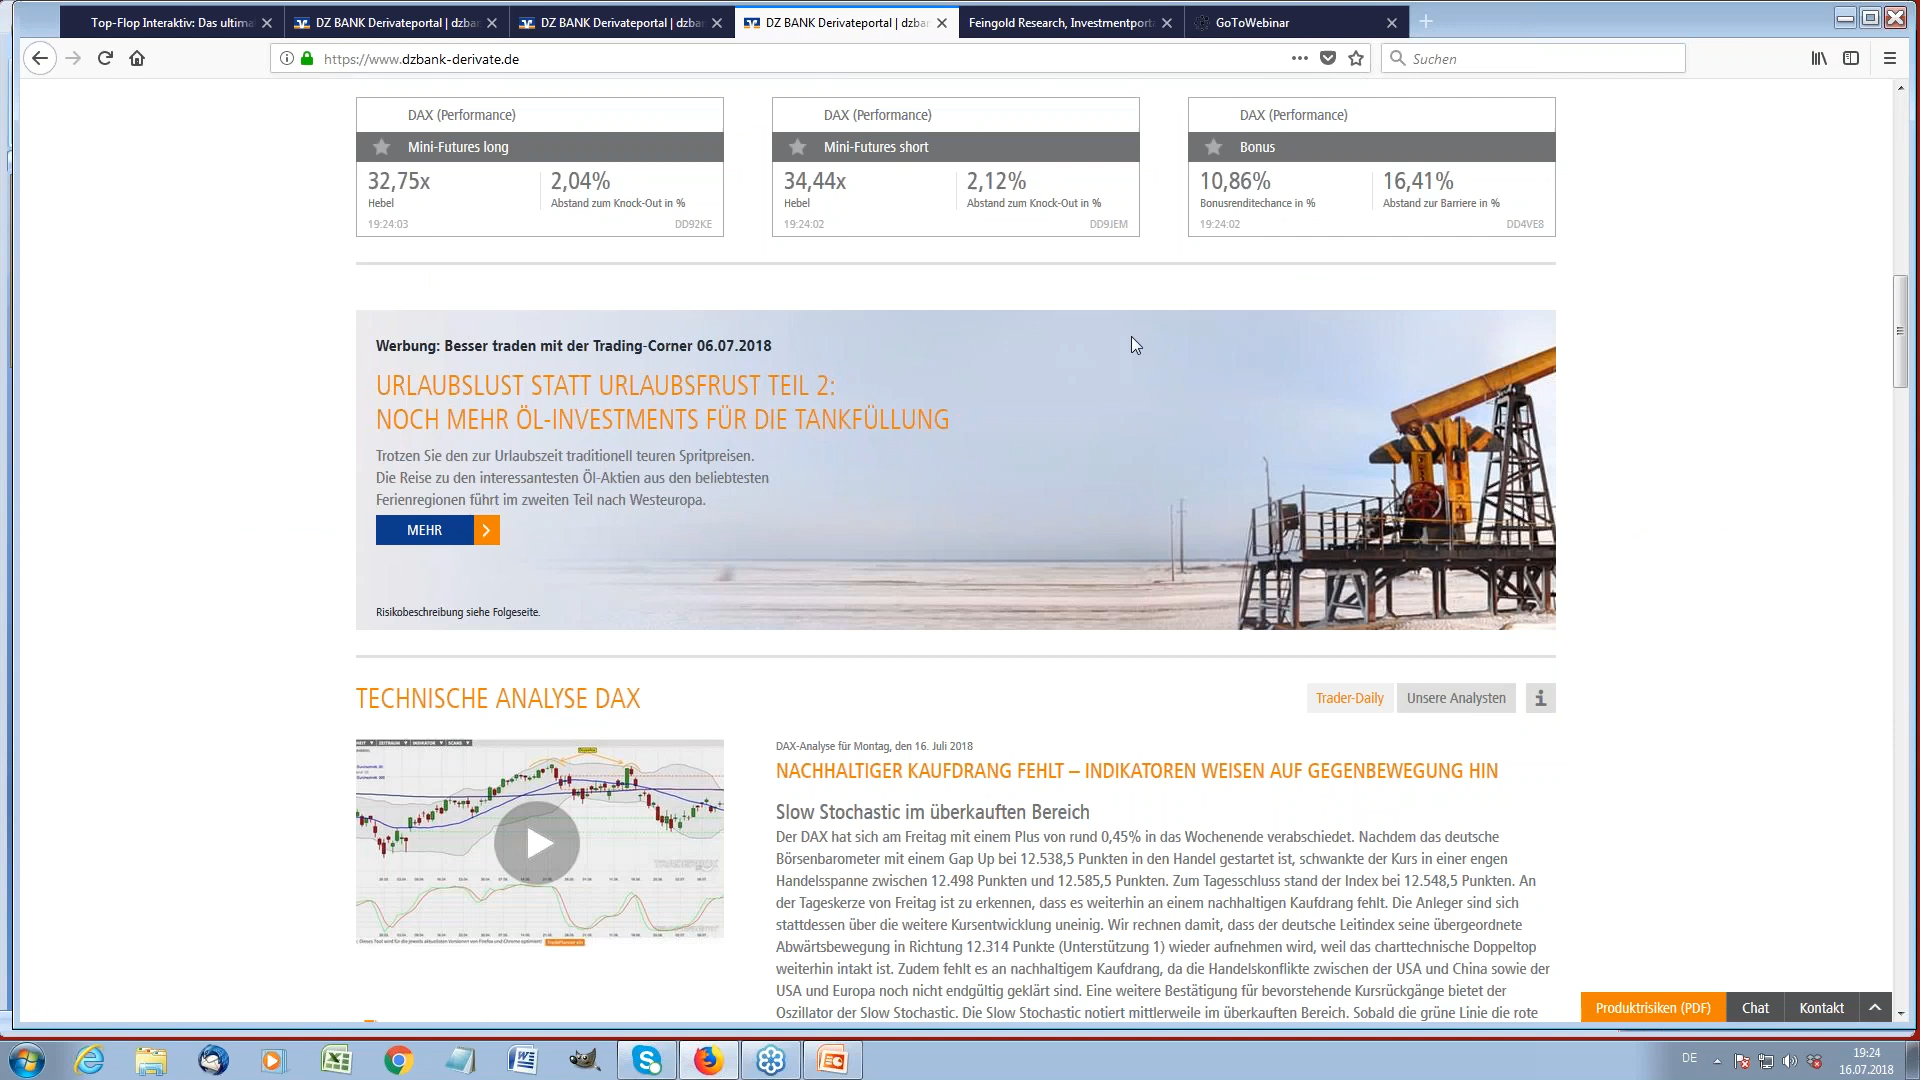 Top-Flop Interaktiv: Das ultima
DZ BANK Derivateportal | dzba
DZ BANK Derivateportal | dzba
DZ BANK Derivateportal | dzba
Feingold Research, Investmentport
GoToWebinar
https://www.dzbank-derivate.de
Suchen
DAX (Performance)
Mini-Futures long
32,75x
Hebel
2,04%
Abstand zum Knock-Out in %
19:24:03
DD92KE
DAX (Performance)
Mini-Futures short
34,44x
Hebel
2,12%
Abstand zum Knock-Out in %
19:24:02
DD9JEM
DAX (Performance)
Bonus
10,86%
Bonusrenditechance in %
16,41%
Abstand zur Barriere in %
19:24:02
DD4VE8
Werbung: Besser traden mit der Trading-Corner 06.07.2018
URLAUBSLUST STATT URLAUBSFRUST TEIL 2:
NOCH MEHR ÖL-INVESTMENTS FÜR DIE TANKFÜLLUNG
Trotzen Sie den zur Urlaubszeit traditionell teuren Spritpreisen.
Die Reise zu den interessantesten Öl-Aktien aus den beliebtesten
Ferienregionen führt im zweiten Teil nach Westeuropa.
MEHR
Risikobeschreibung siehe Folgeseite.
TECHNISCHE ANALYSE DAX
Trader-Daily
Unsere Analysten
DAX-Analyse für Montag, den 16. Juli 2018
NACHHALTIGER KAUFDRANG FEHLT – INDIKATOREN WEISEN AUF GEGENBEWEGUNG HIN
Slow Stochastic im überkauften Bereich
Der DAX hat sich am Freitag mit einem Plus von rund 0,45% in das Wochenende verabschiedet. Nachdem das deutsche
Börsenbarometer mit einem Gap Up bei 12.538,5 Punkten in den Handel gestartet ist, schwankte der Kurs in einer engen
Handelsspanne zwischen 12.498 Punkten und 12.585,5 Punkten. Zum Tagesschluss stand der Index bei 12.548,5 Punkten. An
der Tageskerze von Freitag ist zu erkennen, dass es weiterhin an einem nachhaltigen Kaufdrang fehlt. Die Anleger sind sich
stattdessen über die weitere Kursentwicklung uneinig. Wir rechnen damit, dass der deutsche Leitindex seine übergeordnete
Abwärtsbewegung in Richtung 12.314 Punkte (Unterstützung 1) wieder aufnehmen wird, weil das charttechnische Doppeltop
weiterhin intakt ist. Zudem fehlt es an nachhaltigem Kaufdrang, da die Handelskonflikte zwischen der USA und China sowie der
USA und Europa noch nicht endgültig geklärt sind. Eine weitere Bestätigung für bevorstehende Kursrückgänge bietet der
Oszillator der Slow Stochastic. Die Slow Stochastic notiert mittlerweile im überkauften Bereich. Sobald die grüne Linie die rote
Produktrisiken (PDF)
Chat
Kontakt
DE
19:24
16.07.2018